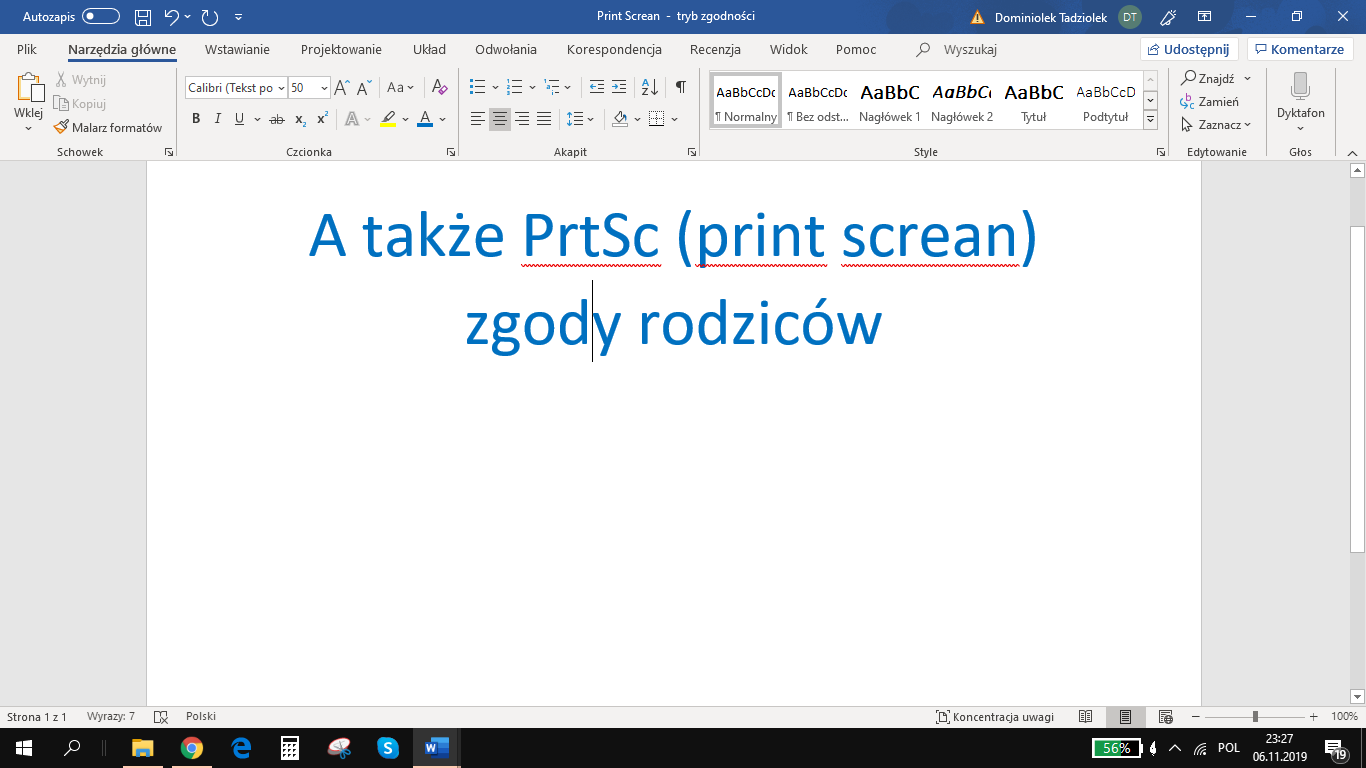 Autozapis
Print Screan - tryb zgodności
Dominiolek Tadziolek DT
Plik Narzędzia główne Wstawianie Projektowanie Układ Odwołania Korespondencja Recenzja Widok Pomoc Wyszukaj Udostępnij Komentarze
Wklej
Wytnij
Kopiuj
Malarz formatów
Schowek
Calibri (Tekst po 50
Aa
B I U ab x2 x2 A A
Czcionka
Akapit
AaBbCcDc AaBbCcDc AaBbC AaBbCc AaBbC AaBbCcD
¶ Normalny ¶ Bez odst... Nagłówek 1 Nagłówek 2 Tytuł Podtytuł
Style
Znajdź
Zamień
Zaznacz
Edytowanie
Dyktafon
Głos
A także PrtSc (print screan)
zgody rodziców
Strona 1 z 1 Wyrazy: 7 Polski Koncentracja uwagi 100%
56% POL 23:27
06.11.2019 19